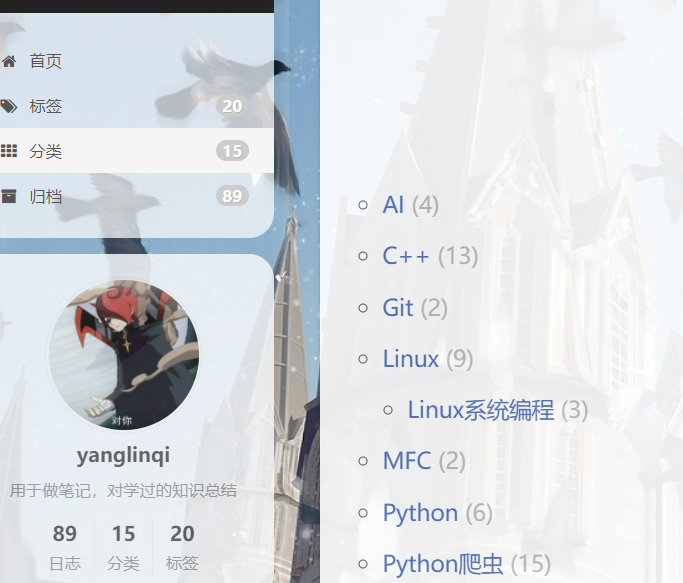 首页
标签 20
分类 15
归档 89
对你
yanglinqi
用于做笔记，对学过的知识总结
89 15 20
日志 分类 标签
AI (4)
C++ (13)
Git (2)
Linux (9)
Linux系统编程 (3)
MFC (2)
Python (6)
Python爬虫 (15)